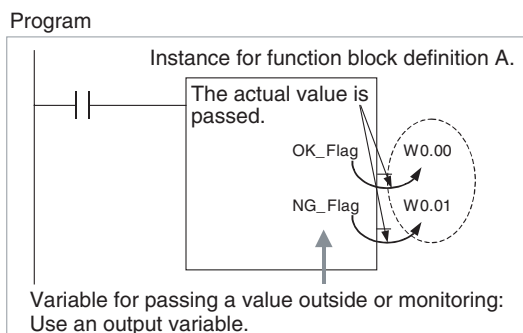 Program
Instance for function block definition A.
The actual value is
passed.
OK_Flag W0.00
NG_Flag W0.01
Variable for passing a value outside or monitoring:
Use an output variable.